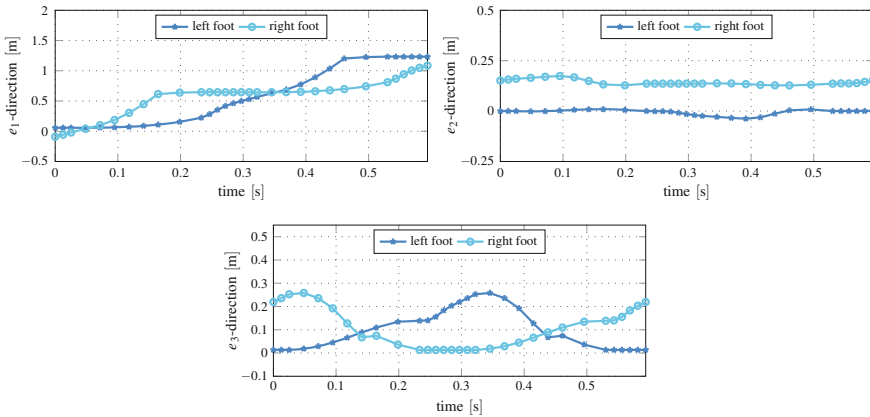 left foot right foot
e1-direction [m]
2
1.5
1
0.5
0
−0.5
0 0.1 0.2 0.3 0.4 0.5
time [s]
left foot right foot
e2-direction [m]
0.5
0.25
0
−0.25
0 0.1 0.2 0.3 0.4 0.5
time [s]
left foot right foot
e3-direction [m]
0.5
0.4
0.3
0.2
0.1
0
−0.1
0 0.1 0.2 0.3 0.4 0.5
time [s]